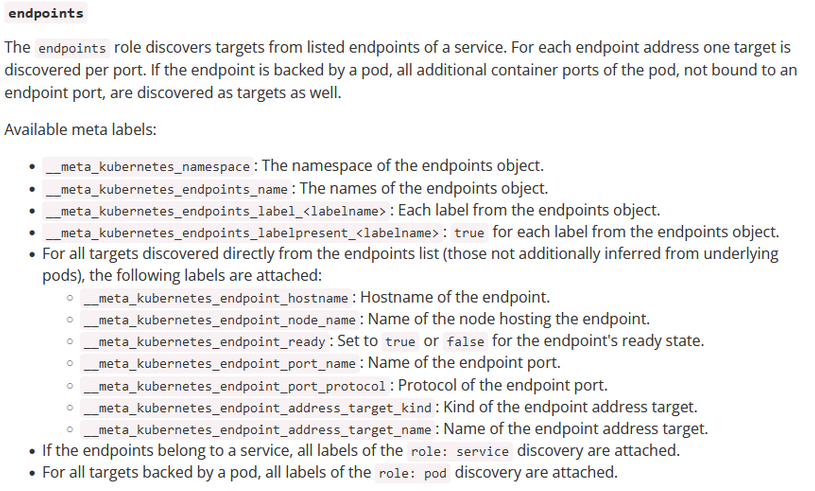 endpoints
The endpoints role discovers targets from listed endpoints of a service. For each endpoint address one target is
discovered per port. If the endpoint is backed by a pod, all additional container ports of the pod, not bound to an
endpoint port, are discovered as targets as well.
Available meta labels:
• __meta_kubernetes_namespace: The namespace of the endpoints object.
• __meta_kubernetes_endpoints_name: The names of the endpoints object.
• __meta_kubernetes_endpoints_label_<labelname>: Each label from the endpoints object.
• __meta_kubernetes_endpoints_labelpresent_<labelname>: true for each label from the endpoints object.
• For all targets discovered directly from the endpoints list (those not additionally inferred from underlying
pods), the following labels are attached:
○ __meta_kubernetes_endpoint_hostname: Hostname of the endpoint.
○ __meta_kubernetes_endpoint_node_name: Name of the node hosting the endpoint.
○ __meta_kubernetes_endpoint_ready: Set to true or false for the endpoint's ready state.
○ __meta_kubernetes_endpoint_port_name: Name of the endpoint port.
○ __meta_kubernetes_endpoint_port_protocol: Protocol of the endpoint port.
○ __meta_kubernetes_endpoint_address_target_kind: Kind of the endpoint address target.
○ __meta_kubernetes_endpoint_address_target_name: Name of the endpoint address target.
• If the endpoints belong to a service, all labels of the role: service discovery are attached.
• For all targets backed by a pod, all labels of the role: pod discovery are attached.